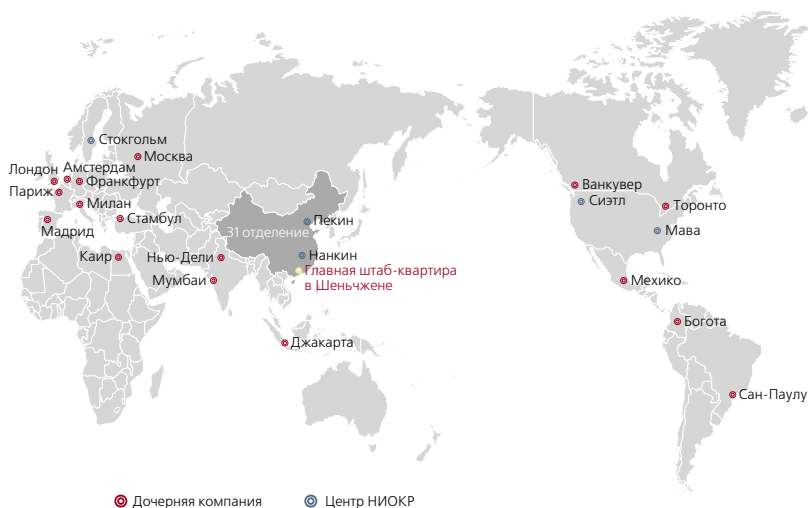 Стокгольм
Москва
Лондон
Амстердам
Франкфурт
Париж
Ванкувер
Сиэтл
Милан
Торонто
Стамбул
Пекин
Мадрид
31 отделение
Мава
Каир
Нью-Дели
Нанкин
Главная штаб-квартира
в Шеньчжене
Мумбаи
Мехико
Богота
Джакарта
Сан-Паулу
Дочерняя компания
Центр НИОКР